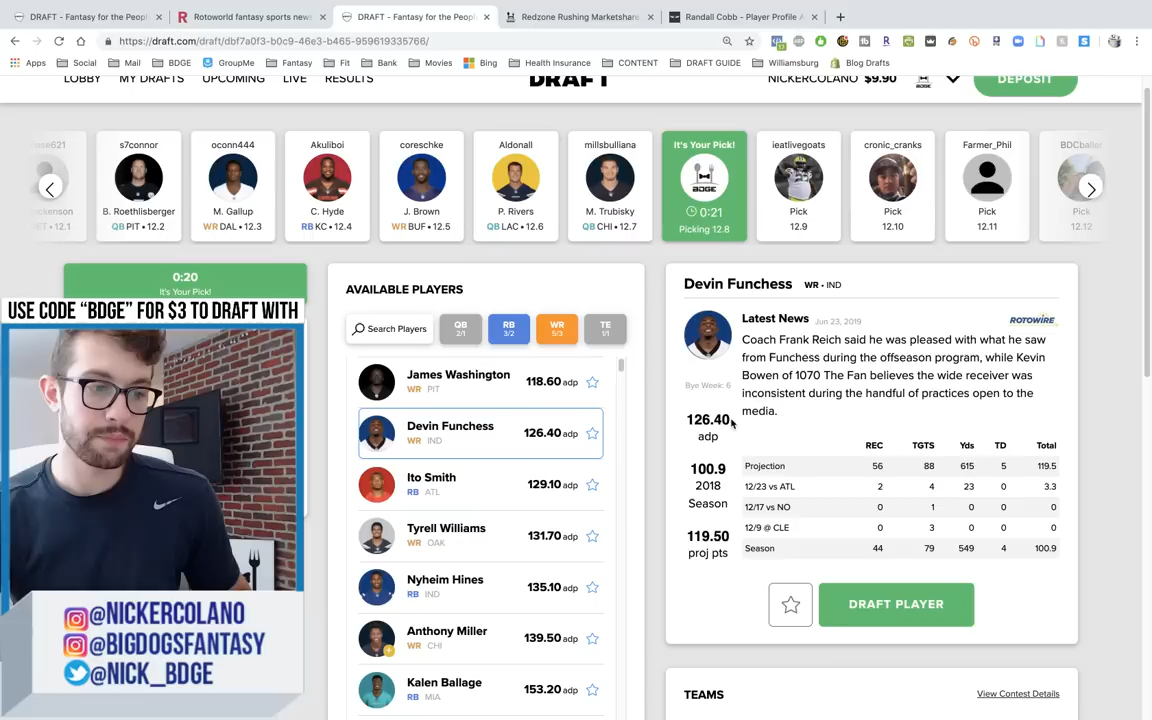 DRAFT - Fantasy for the Peopl
Rotoworld fantasy sports news
DRAFT - Fantasy for the Peopl
Redzone Rushing Marketshare
Randall Cobb - Player Profile A
https://draft.com/draft/dbf7a0f3-b0c9-46e3-b465-959619335766/
Apps Social Mail BDGE GroupMe Fantasy Fit Bank Movies Bing Health Insurance CONTENT DRAFT GUIDE Williamsburg Blog Drafts
LOBBY MY DRAFTS UPCOMING LIVE RESULTS DRAFT NICKERCOLANO $9.90 BDGE DEPOSIT
s7connor
B. Roethlisberger
QB PIT • 12.2
oconn444
M. Gallup
WR DAL • 12.3
Akuliboi
C. Hyde
RB KC • 12.4
coreschke
J. Brown
WR BUF • 12.5
Aldonall
P. Rivers
QB LAC • 12.6
millsbulliana
M. Trubisky
QB CHI • 12.7
It's Your Pick!
BDGE
0:21
Picking 12.8
ieatlivegoats
Pick
12.9
cronic_cranks
Pick
12.10
Farmer_Phil
Pick
12.11
Pick
12.12
0:20
It's Your Pick!
USE CODE "BDGE" FOR $3 TO DRAFT WITH
@NICKERCOLANO
@BIGDOGSFANTASY
@NICK_BDGE
AVAILABLE PLAYERS
Search Players
QB 2/1
RB 3/2
WR 5/3
TE 1/1
James Washington
WR PIT
118.60 adp
Devin Funchess
WR IND
126.40 adp
Ito Smith
RB ATL
129.10 adp
Tyrell Williams
WR OAK
131.70 adp
Nyheim Hines
RB IND
135.10 adp
Anthony Miller
WR CHI
139.50 adp
Kalen Ballage
RB MIA
153.20 adp
Devin Funchess WR • IND
Latest News Jun 23, 2019
ROTOWIRE
Coach Frank Reich said he was pleased with what he saw
from Funchess during the offseason program, while Kevin
Bowen of 1070 The Fan believes the wide receiver was
inconsistent during the handful of practices open to the
media.
Bye Week: 6
126.40
adp
100.9
2018
Season
119.50
proj pts
REC TGTS Yds TD Total
Projection 56 88 615 5 119.5
12/23 vs ATL 2 4 23 0 3.3
12/17 vs NO 0 1 0 0 0
12/9 @ CLE 0 3 0 0 0
Season 44 79 549 4 100.9
DRAFT PLAYER
TEAMS
View Contest Details